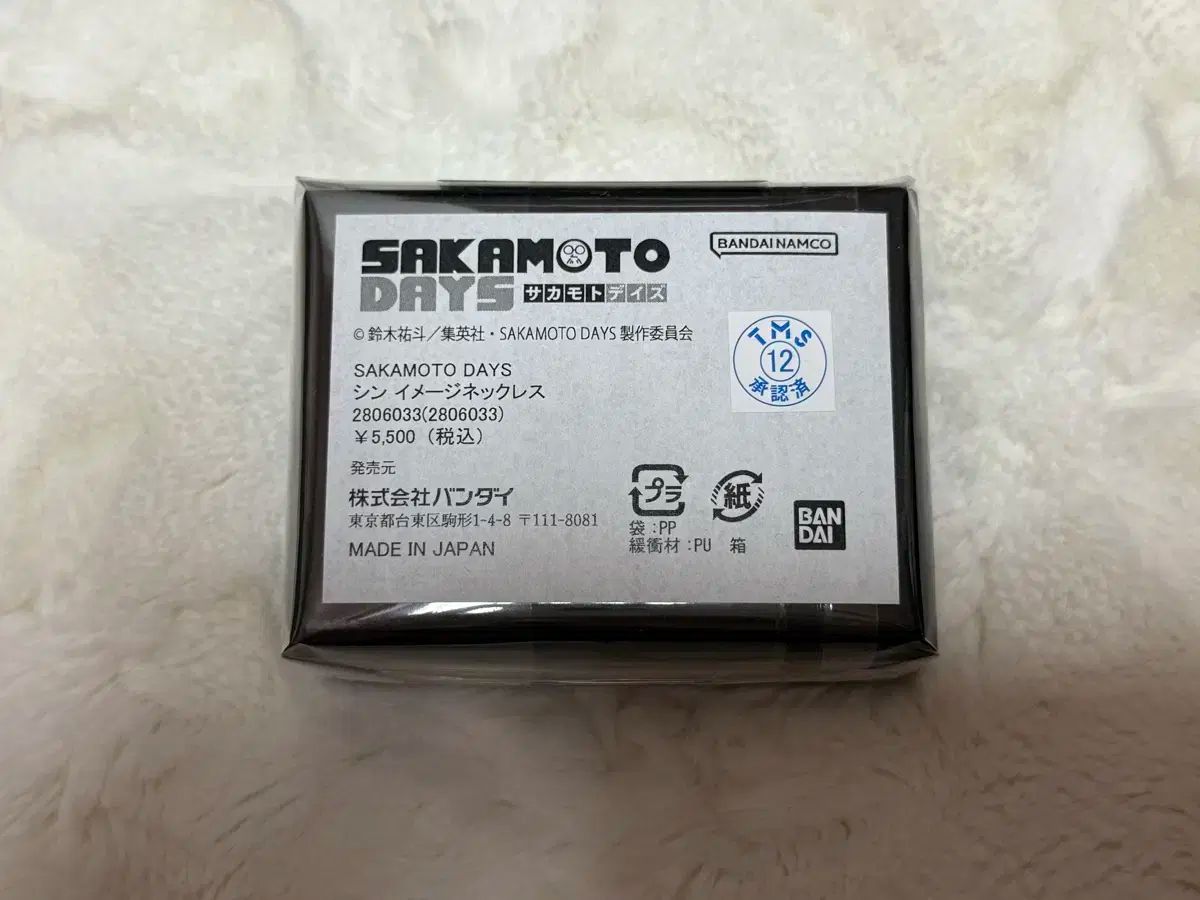 SAKAMOTO
DAYS サカモトデイズ
BANDAI NAMCO
© 鈴木祐斗／集英社・SAKAMOTO DAYS 製作委員会
TMS
12
承認済
SAKAMOTO DAYS
シン イメージネックレス
2806033(2806033)
￥5,500（税込）
発売元
株式会社バンダイ
東京都台東区駒形1-4-8 〒111-8081
MADE IN JAPAN
プラ
袋：PP
緩衝材：PU
紙
箱
BAN
DAI